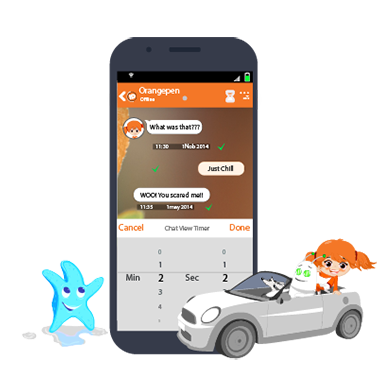 Orangepen
Offline
What was that???
11:30 1Nob 2014
Just Chill
WOO! You scared me!!
11:35 1may 2014
Cancel Chat View Timer Done
0 0
1 1
Min 2 Sec 2
3 3
4 4